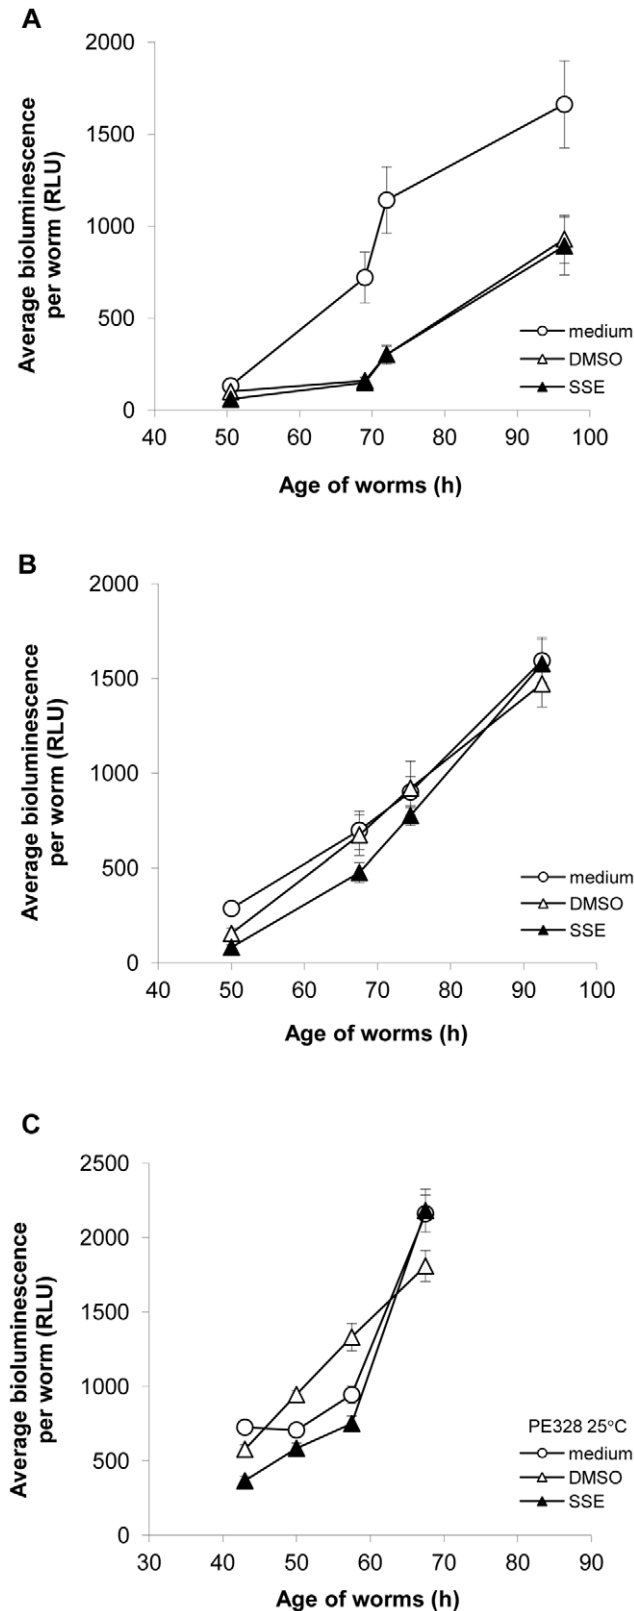 A
2000
1500
1000
500
0
Average bioluminescence
per worm (RLU)
medium
DMSO
SSE
40 50 60 70 80 90 100
Age of worms (h)
B
2000
1500
1000
500
0
Average bioluminescence
per worm (RLU)
medium
DMSO
SSE
40 50 60 70 80 90 100
Age of worms (h)
C
2500
2000
1500
1000
500
0
Average bioluminescence
per worm (RLU)
PE328 25°C
medium
DMSO
SSE
30 40 50 60 70 80 90
Age of worms (h)